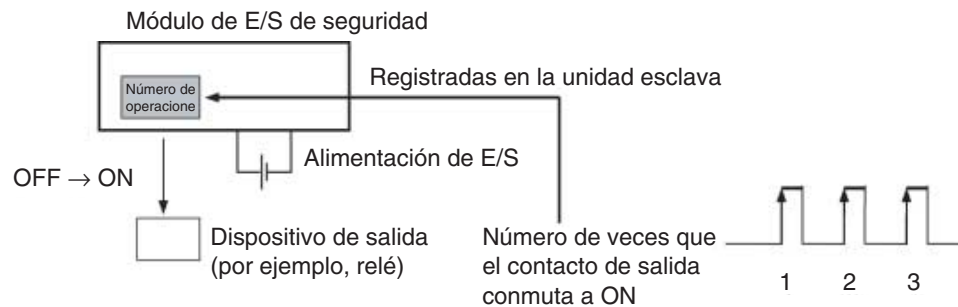 Módulo de E/S de seguridad
Número de
operacione
Registradas en la unidad esclava
Alimentación de E/S
OFF → ON
Dispositivo de salida
(por ejemplo, relé)
Número de veces que
el contacto de salida
conmuta a ON
1 2 3